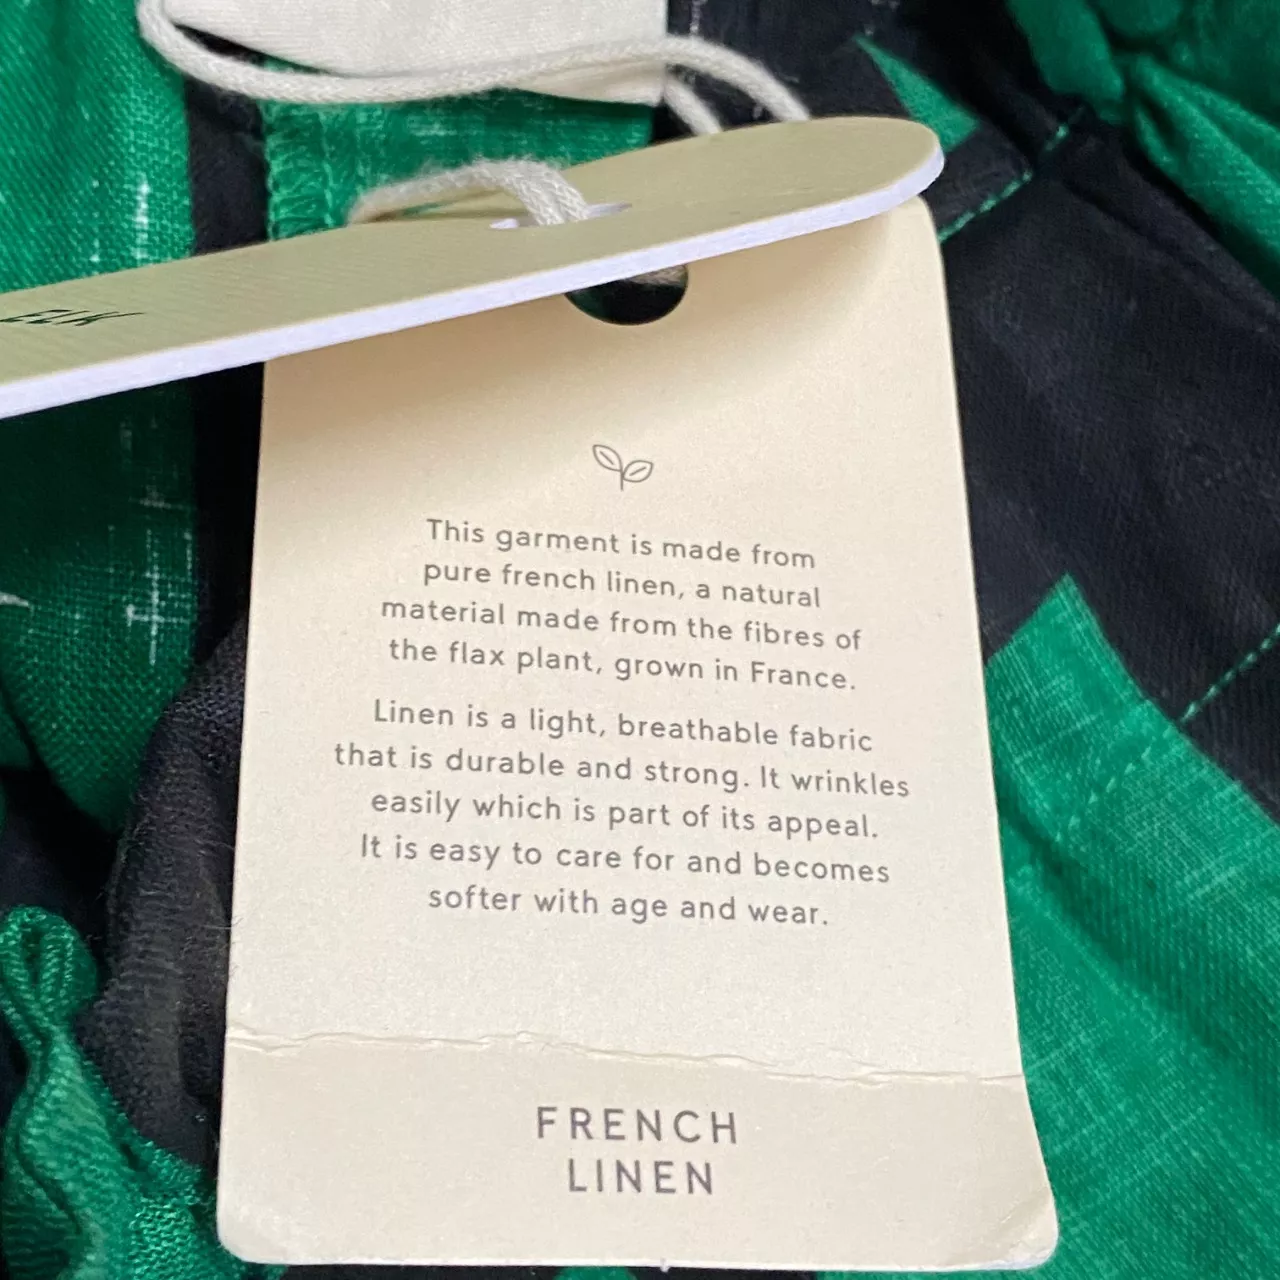 ELK
This garment is made from
pure french linen, a natural
material made from the fibres of
the flax plant, grown in France.
Linen is a light, breathable fabric
that is durable and strong. It wrinkles
easily which is part of its appeal.
It is easy to care for and becomes
softer with age and wear.
FRENCH
LINEN